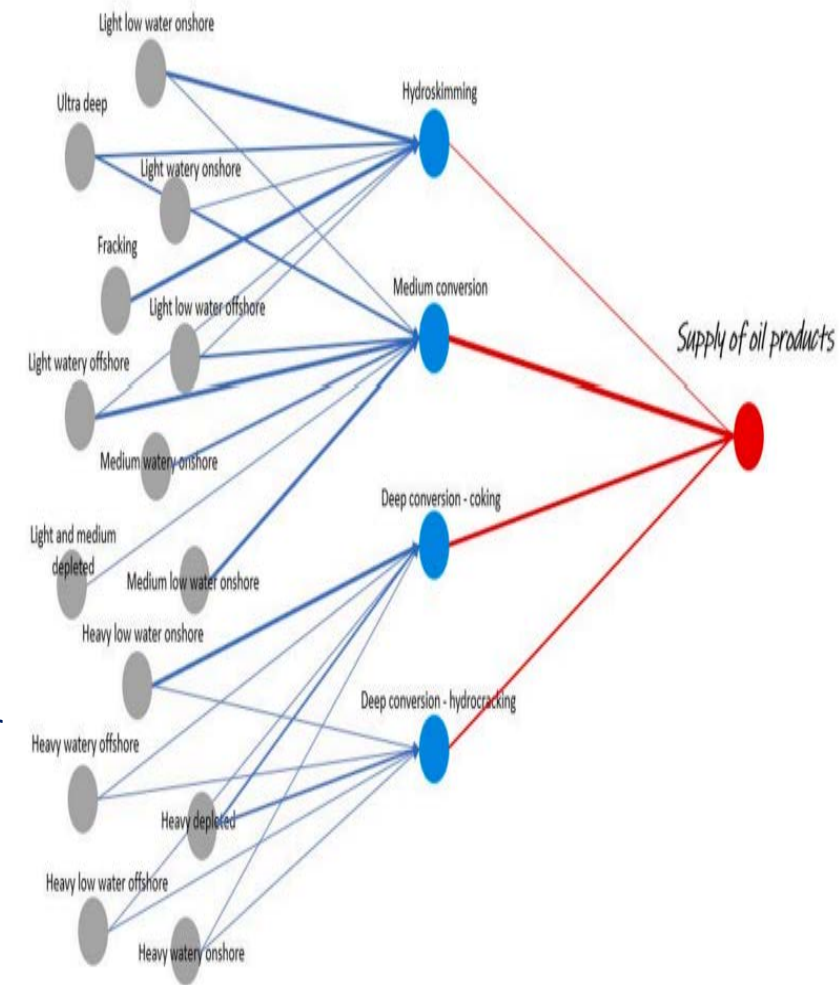 Light low water onshore
Hydroskimming
Ultra deep
Light watery onshore
Fracking
Medium conversion
Light low water offshore
Supply of oil products
Light watery offshore
Medium watery onshore
Deep conversion - coking
Light and medium
depleted
Medium low water onshore
Heavy low water onshore
Deep conversion - hydrocracking
Heavy watery offshore
Heavy depleted
Heavy low water offshore
Heavy watery onshore